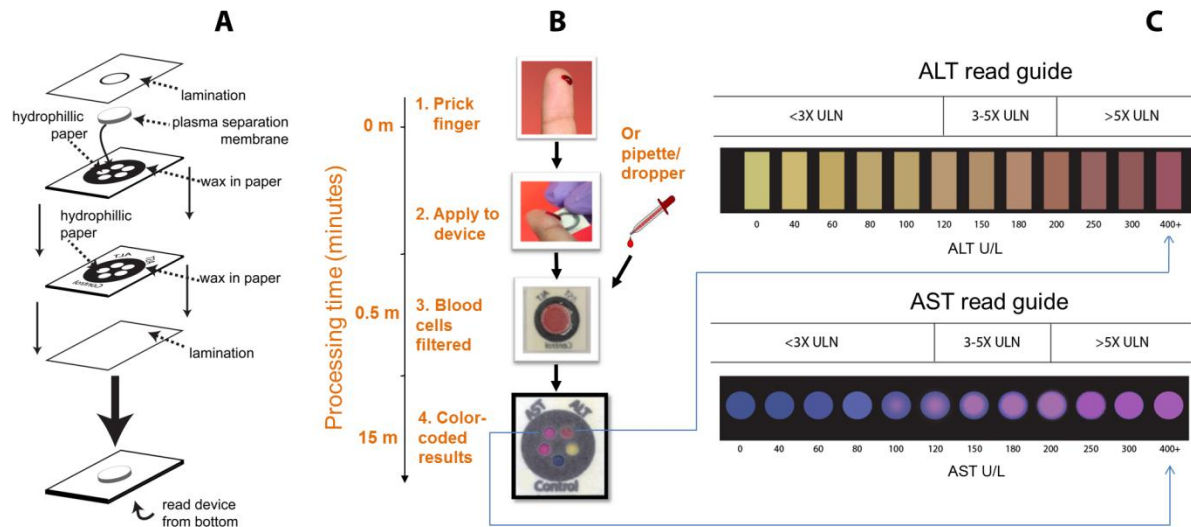 A
lamination
hydrophillic
paper
plasma separation
membrane
wax in paper
hydrophillic
paper
TJA
Control
wax in paper
lamination
read device
from bottom
B
Processing time (minutes)
0 m
0.5 m
15 m
1. Prick
finger
2. Apply to
device
3. Blood
cells
filtered
4. Color-
coded
results
Or
pipette/
dropper
Control
AST
ALT
Control
C
ALT read guide
<3X ULN 3-5X ULN >5X ULN
0 40 60 80 100 120 150 180 200 250 300 400+
ALT U/L
AST read guide
<3X ULN 3-5X ULN >5X ULN
0 40 60 80 100 120 150 180 200 250 300 400+
AST U/L